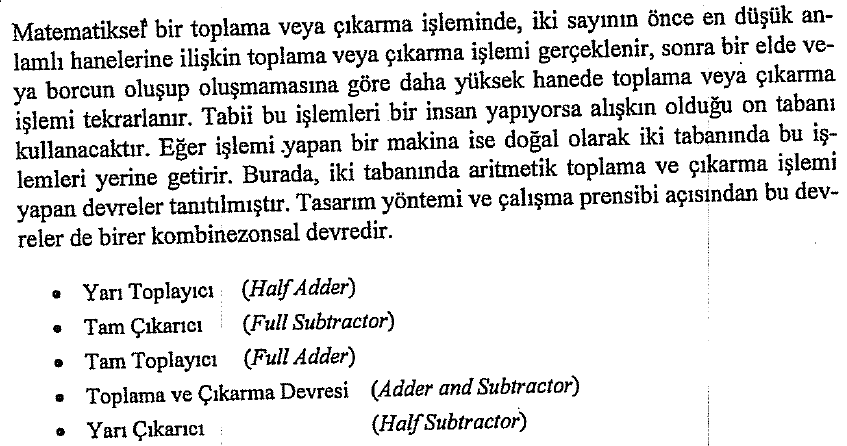 Matematiksel bir toplama veya çıkarma işleminde, iki sayının önce en düşük an-
lamlı hanelerine ilişkin toplama veya çıkarma işlemi gerçeklenir, sonra bir elde ve-
ya borcun oluşup oluşmamasına göre daha yüksek hanede toplama veya çıkarma
işlemi tekrarlanır. Tabii bu işlemleri bir insan yapıyorsa alışkın olduğu on tabanı
kullanacaktır. Eğer işlemi yapan bir makina ise doğal olarak iki tabanında bu iş-
lemleri yerine getirir. Burada, iki tabanında aritmetik toplama ve çıkarma işlemi
yapan devreler tanıtılmıştır. Tasarım yöntemi ve çalışma prensibi açısından bu dev-
reler de birer kombinezonsal devredir.
• Yarı Toplayıcı (Half Adder)
• Tam Çıkarıcı (Full Subtractor)
• Tam Toplayıcı (Full Adder)
• Toplama ve Çıkarma Devresi (Adder and Subtractor)
• Yarı Çıkarıcı (Half Subtractor)